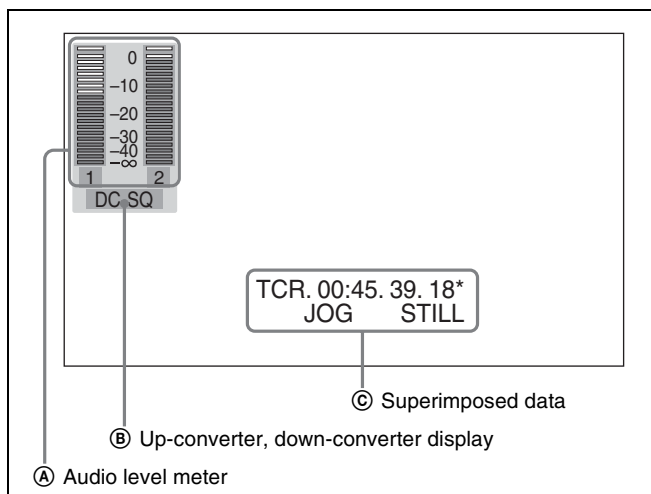 0
–10
–20
–30
–40
–∞
1 2
DC SQ
TCR. 00:45. 39. 18*
JOG STILL
Ⓒ Superimposed data
Ⓑ Up-converter, down-converter display
Ⓐ Audio level meter